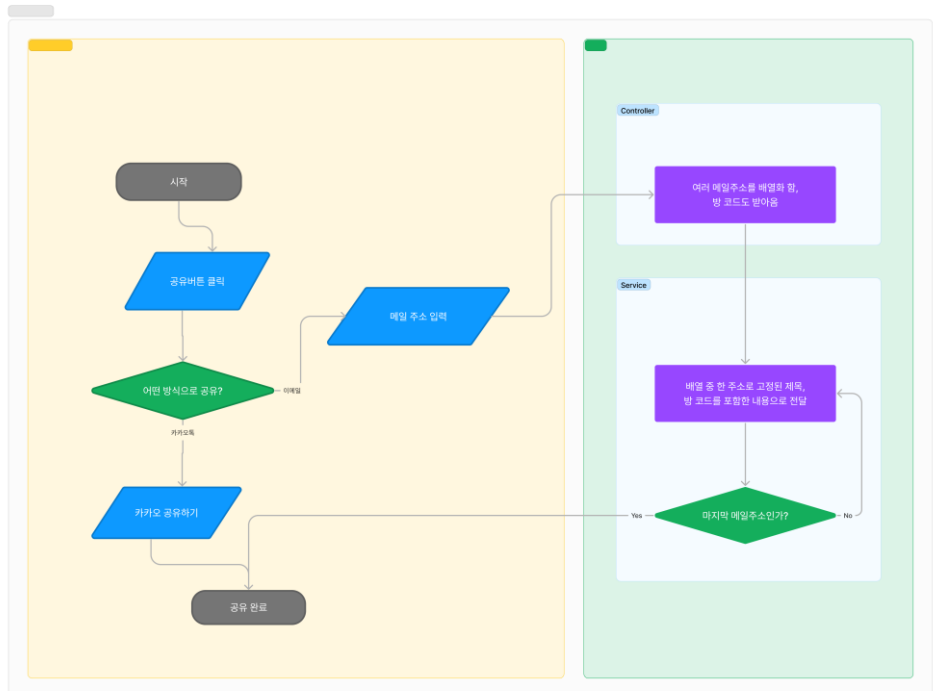 Controller
시작
여러 메일주소를 배열화 함,
방 코드도 받아옴
공유버튼 클릭
Service
메일 주소 입력
어떤 방식으로 공유?
이메일
배열 중 한 주소로 고정된 제목,
방 코드를 포함한 내용으로 전달
카카오톡
카카오 공유하기
Yes
마지막 메일주소인가?
No
공유 완료